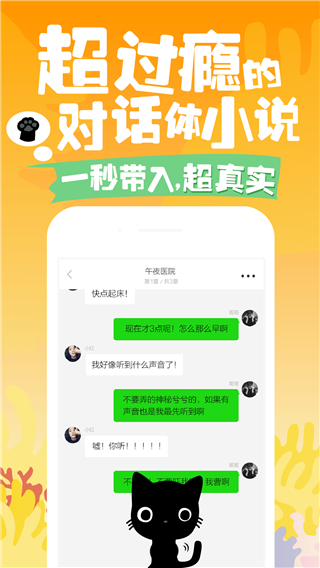 超过瘾的
对话体小说
一秒带入,超真实
午夜医院
第1章 / 共3章
快点起床!
现在才3点呢!怎么那么早啊
小红
我好像听到什么声音了!
不要弄的神秘兮兮的,如果有
声音也是我最先听到啊
小红
嘘!你听!!!!!